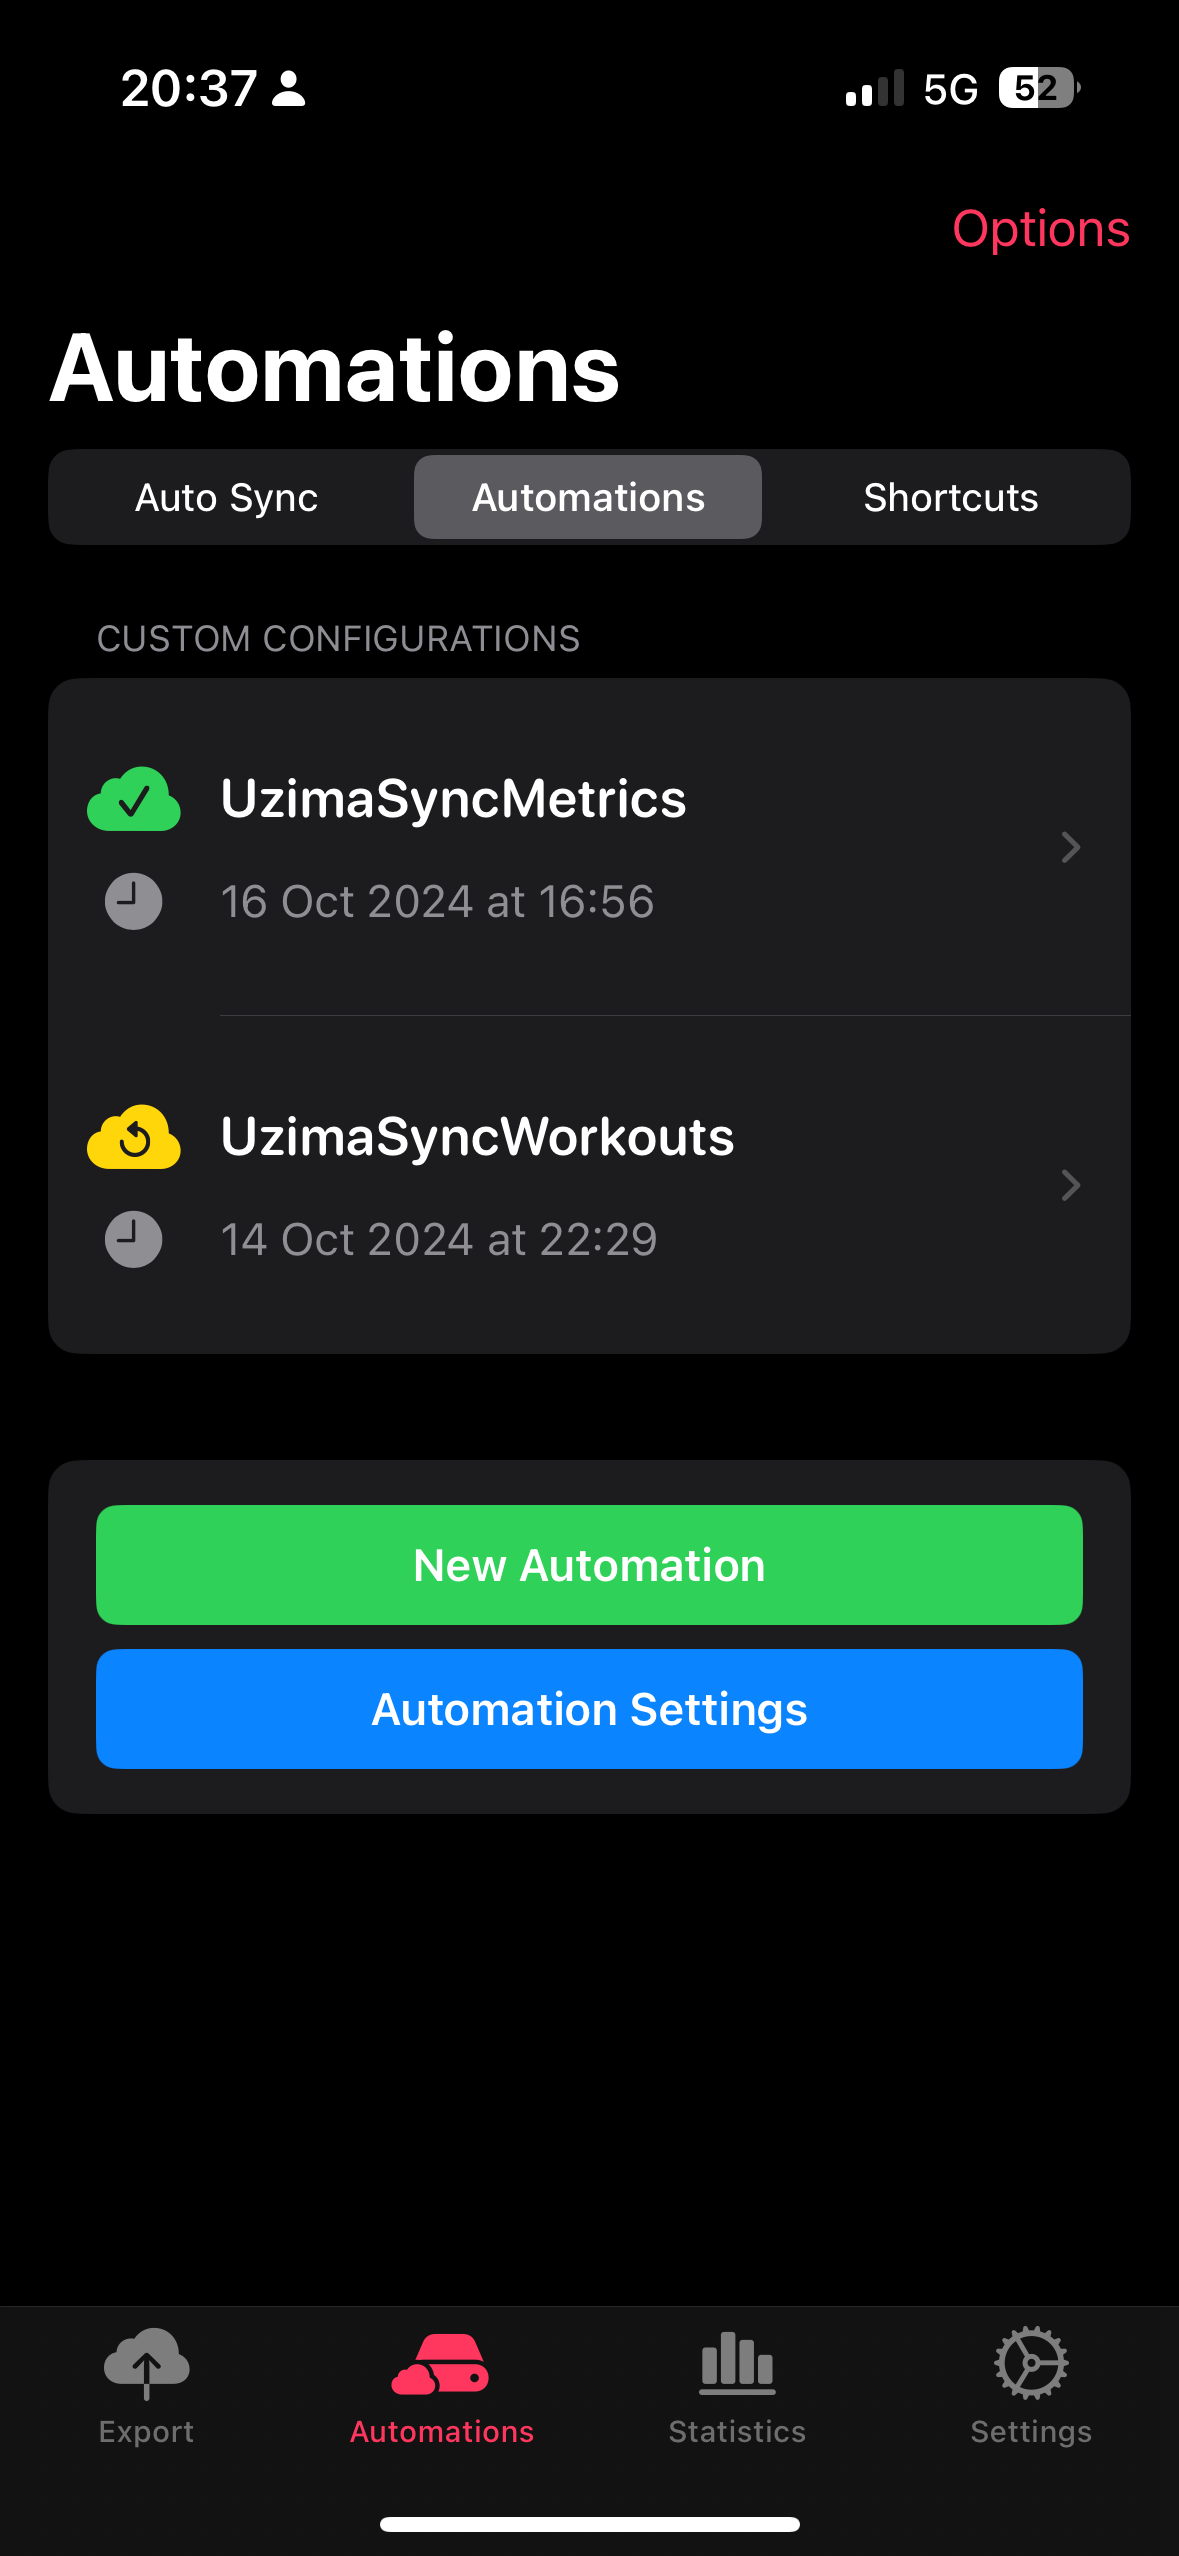 20:37
5G
52
Options
Automations
Auto Sync
Automations
Shortcuts
CUSTOM CONFIGURATIONS
UzimaSyncMetrics
16 Oct 2024 at 16:56
UzimaSyncWorkouts
14 Oct 2024 at 22:29
New Automation
Automation Settings
Export
Automations
Statistics
Settings